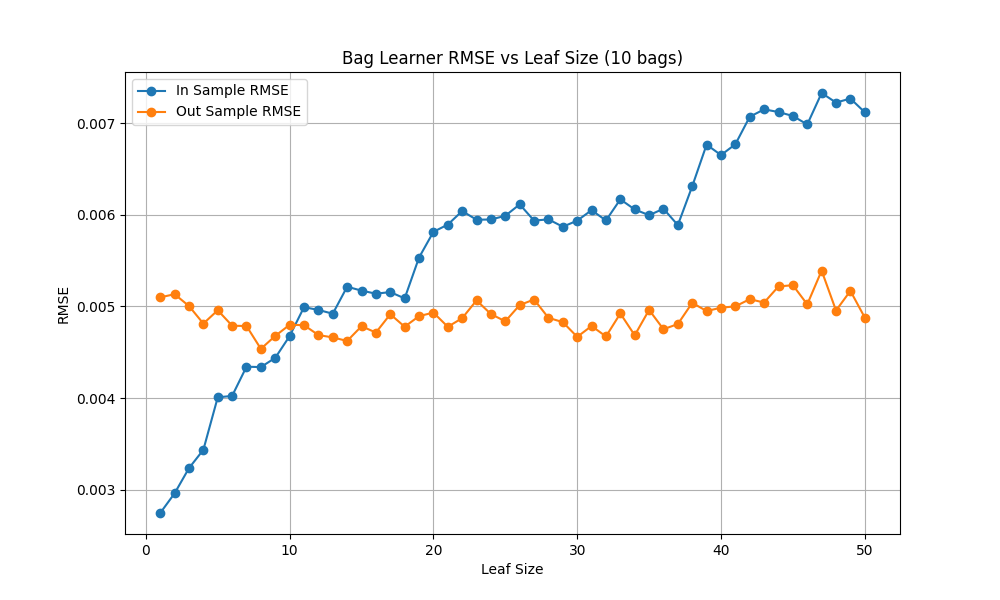 Bag Learner RMSE vs Leaf Size (10 bags)
In Sample RMSE
Out Sample RMSE
RMSE
0.007
0.006
0.005
0.004
0.003
0
10
20
30
40
50
Leaf Size